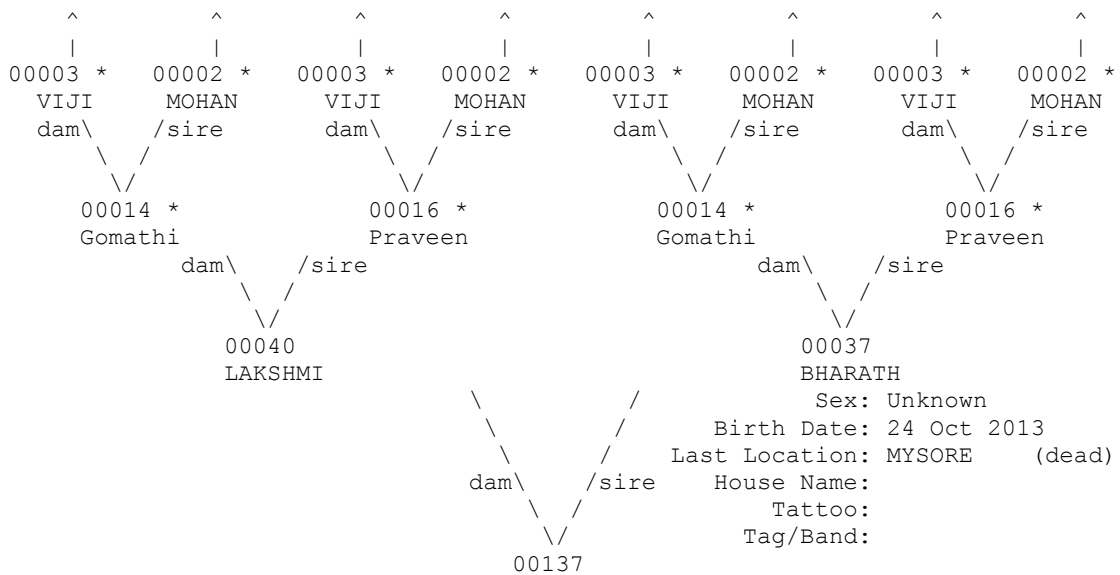 ^ ^ ^ ^ ^ ^ ^ ^
| | | | | | | |
00003 * 00002 * 00003 * 00002 * 00003 * 00002 * 00003 * 00002 *
VIJI MOHAN VIJI MOHAN VIJI MOHAN VIJI MOHAN
dam\ /sire dam\ /sire dam\ /sire dam\ /sire
\ / \ / \ / \ /
\/ \/ \/ \/
00014 * 00016 * 00014 * 00016 *
Gomathi Praveen Gomathi Praveen
dam\ /sire dam\ /sire
\ / \ /
\/ \/
00040 00037
LAKSHMI BHARATH
\ / Sex: Unknown
\ / Birth Date: 24 Oct 2013
\ / Last Location: MYSORE (dead)
dam\ /sire House Name:
\ / Tattoo:
\/ Tag/Band:
00137